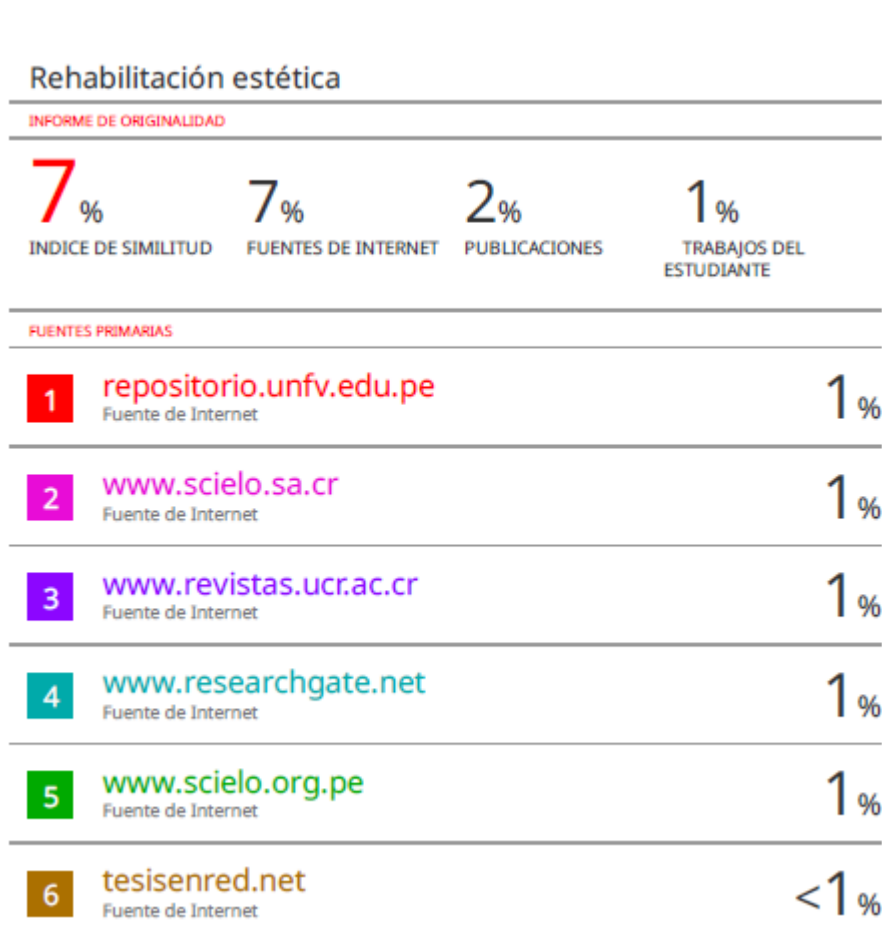 Rehabilitación estética
INFORME DE ORIGINALIDAD
7% 7% 2% 1%
INDICE DE SIMILITUD FUENTES DE INTERNET PUBLICACIONES TRABAJOS DEL
ESTUDIANTE
FUENTES PRIMARIAS
1 repositorio.unfv.edu.pe 1%
Fuente de Internet
2 www.scielo.sa.cr 1%
Fuente de Internet
3 www.revistas.ucr.ac.cr 1%
Fuente de Internet
4 www.researchgate.net 1%
Fuente de Internet
5 www.scielo.org.pe 1%
Fuente de Internet
6 tesisenred.net <1%
Fuente de Internet